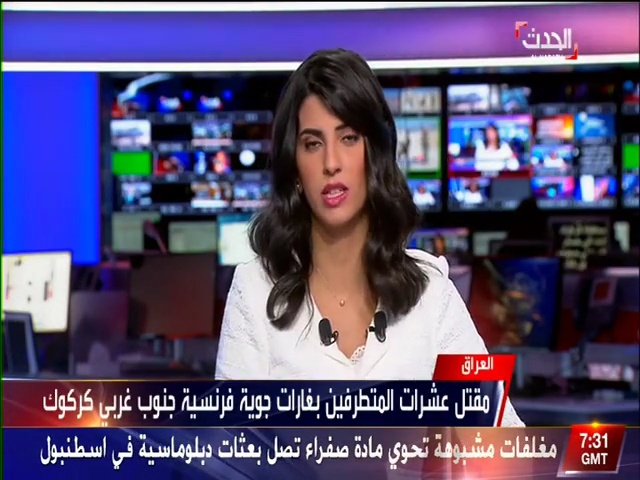 الحدث
العراق
مقتل عشرات المتطرفين بغارات جوية فرنسية جنوب غربي كركوك
مغلفات مشبوهة تحوي مادة صفراء تصل بعثات دبلوماسية في اسطنبول
7:31
GMT